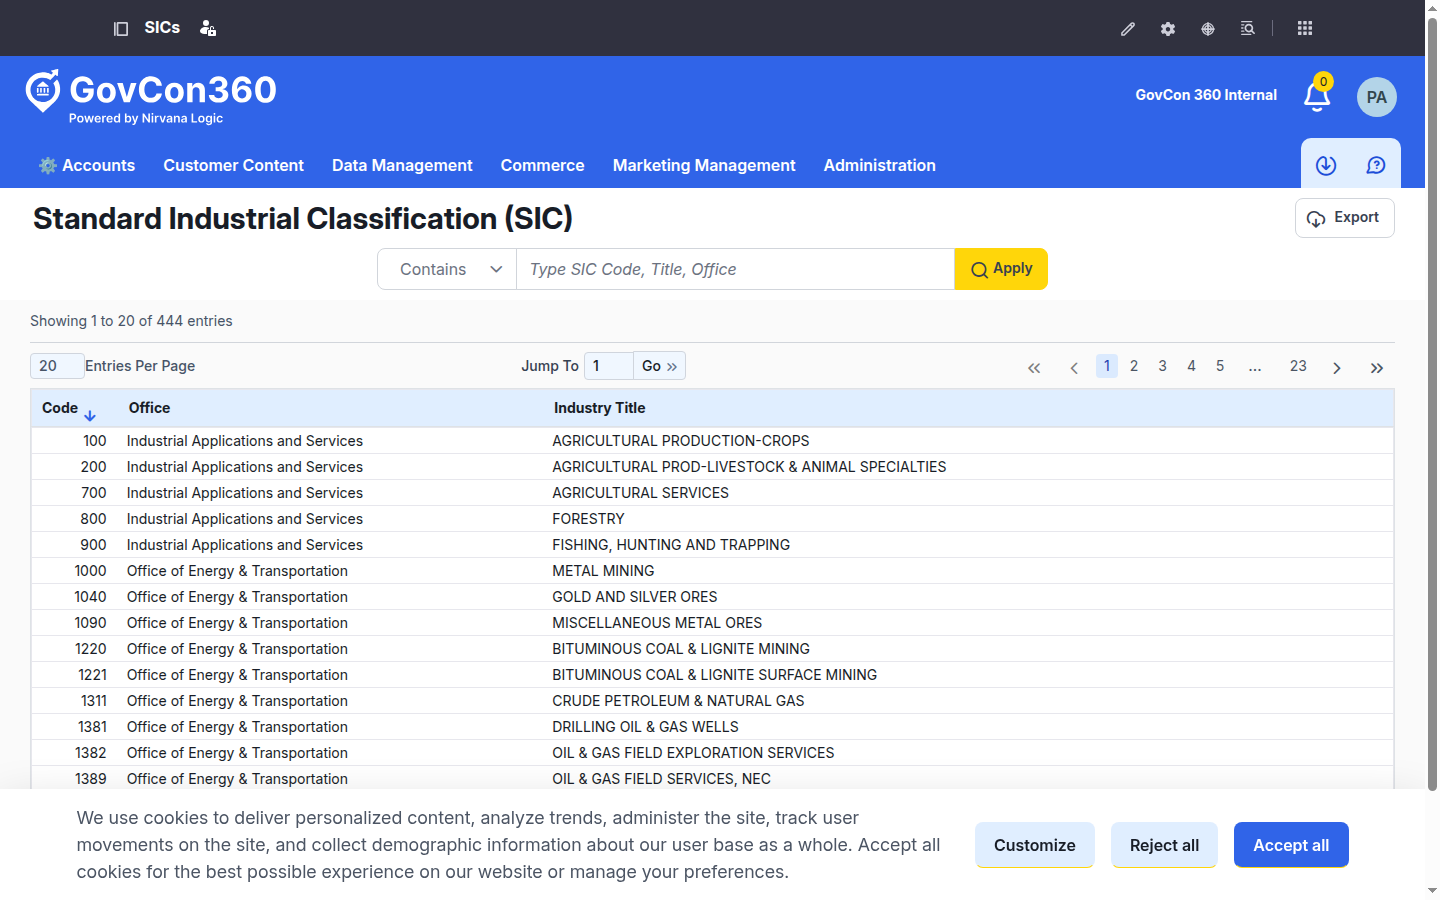 SICs
GovCon360
Powered by Nirvana Logic
GovCon 360 Internal
0
PA
Accounts
Customer Content
Data Management
Commerce
Marketing Management
Administration
Standard Industrial Classification (SIC)
Export
Contains
Type SIC Code, Title, Office
Apply
Showing 1 to 20 of 444 entries
20 Entries Per Page
Jump To 1 Go »
« ‹ 1 2 3 4 5 ... 23 › »
Code Office Industry Title
100 Industrial Applications and Services AGRICULTURAL PRODUCTION-CROPS
200 Industrial Applications and Services AGRICULTURAL PROD-LIVESTOCK & ANIMAL SPECIALTIES
700 Industrial Applications and Services AGRICULTURAL SERVICES
800 Industrial Applications and Services FORESTRY
900 Industrial Applications and Services FISHING, HUNTING AND TRAPPING
1000 Office of Energy & Transportation METAL MINING
1040 Office of Energy & Transportation GOLD AND SILVER ORES
1090 Office of Energy & Transportation MISCELLANEOUS METAL ORES
1220 Office of Energy & Transportation BITUMINOUS COAL & LIGNITE MINING
1221 Office of Energy & Transportation BITUMINOUS COAL & LIGNITE SURFACE MINING
1311 Office of Energy & Transportation CRUDE PETROLEUM & NATURAL GAS
1381 Office of Energy & Transportation DRILLING OIL & GAS WELLS
1382 Office of Energy & Transportation OIL & GAS FIELD EXPLORATION SERVICES
1389 Office of Energy & Transportation OIL & GAS FIELD SERVICES, NEC
We use cookies to deliver personalized content, analyze trends, administer the site, track user
movements on the site, and collect demographic information about our user base as a whole. Accept all
cookies for the best possible experience on our website or manage your preferences.
Customize
Reject all
Accept all